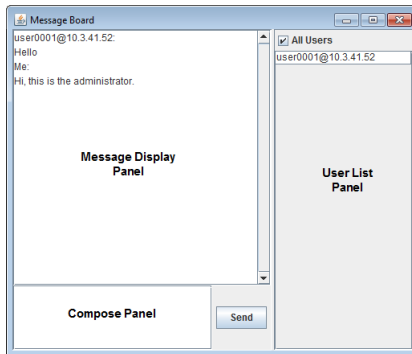 Message Board
user0001@10.3.41.52:
Hello
Me:
Hi, this is the administrator.
Message Display
Panel
All Users
user0001@10.3.41.52
User List
Panel
Compose Panel
Send